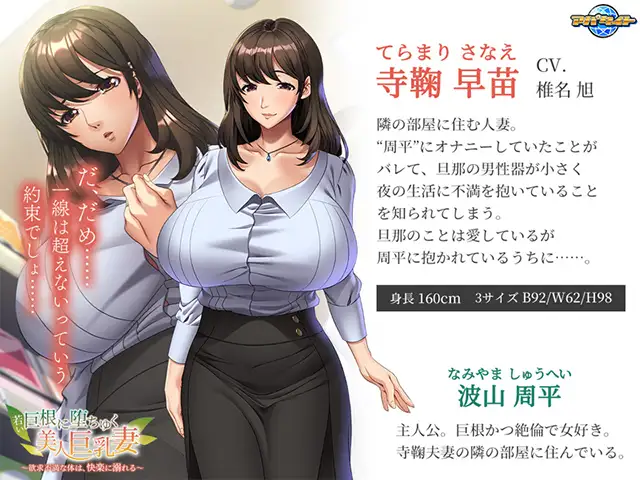 アパダーメイト
てらまり さなえ
寺鞠 早苗
CV.
椎名 旭
隣の部屋に住む人妻。
“周平”にオナニーしていたことが
バレて、旦那の男性器が小さく
夜の生活に不満を抱いていること
を知られてしまう。
旦那のことは愛しているが
周平に抱かれているうちに……。
身長 160cm 3サイズ B92/W62/H98
だ、だめ……
一線は超えないっていう
約束でしょ……
なみやま しゅうへい
波山 周平
主人公。巨根かつ絶倫で女好き。
寺鞠夫妻の隣の部屋に住んでいる。
若い巨根に堕ちゆく
美人巨乳妻
～欲求不満な体は、快楽に溺れる～